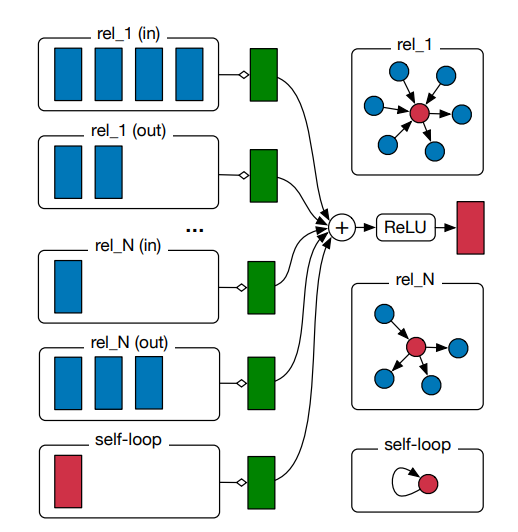 rel_1 (in)
rel_1 (out)
...
rel_N (in)
rel_N (out)
self-loop
+
ReLU
rel_1
rel_N
self-loop